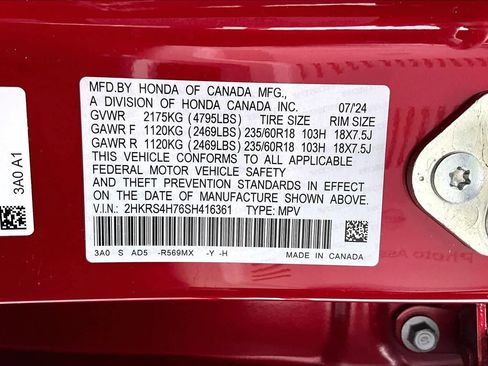 MFD.BY HONDA OF CANADA MFG.,
A DIVISION OF HONDA CANADA INC. 07/'24
GVWR 2175KG (4795LBS) TIRE SIZE RIM SIZE
GAWR F 1120KG (2469LBS) 235/60R18 103H 18X7.5J
GAWR R 1120KG (2469LBS) 235/60R18 103H 18X7.5J
THIS VEHICLE CONFORMS TO ALL APPLICABLE
FEDERAL MOTOR VEHICLE SAFETY
AND THEFT PREVENTION STANDARDS IN EFFECT
ON THE DATE OF MANUFACTURE SHOWN ABOVE.
V.I.N.: 2HKRS4H76SH416361 TYPE: MPV
3A0 S AD5 -R569MX -Y -H
MADE IN CANADA
3A0 A1